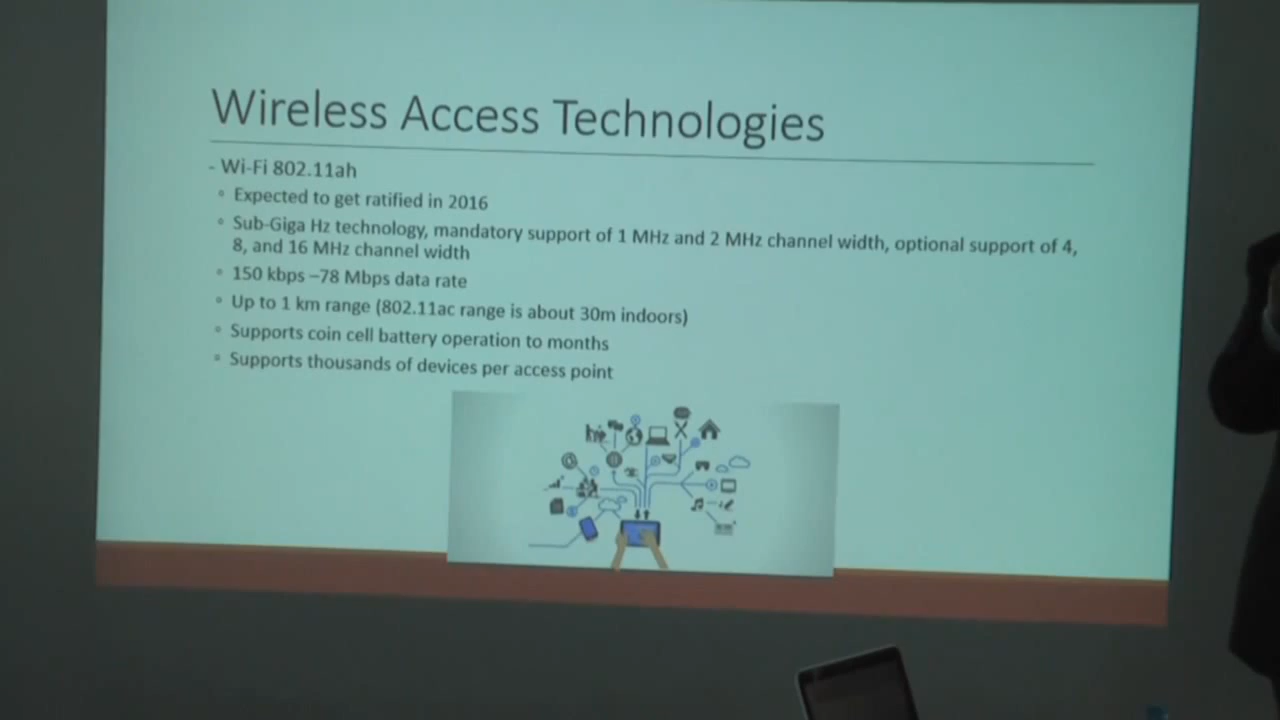 Wireless Access Technologies
- Wi-Fi 802.11ah
◦ Expected to get ratified in 2016
◦ Sub-Giga Hz technology, mandatory support of 1 MHz and 2 MHz channel width, optional support of 4,
8, and 16 MHz channel width
◦ 150 kbps –78 Mbps data rate
◦ Up to 1 km range (802.11ac range is about 30m indoors)
◦ Supports coin cell battery operation to months
◦ Supports thousands of devices per access point